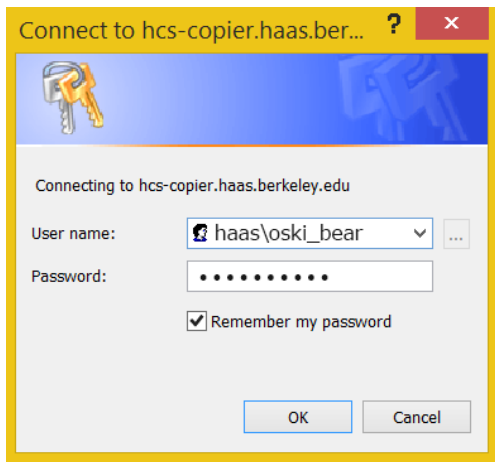 Connect to hcs-copier.haas.ber... ? x
Connecting to hcs-copier.haas.berkeley.edu
User name: haas\oski_bear ...
Password: ••••••••••
Remember my password
OK Cancel